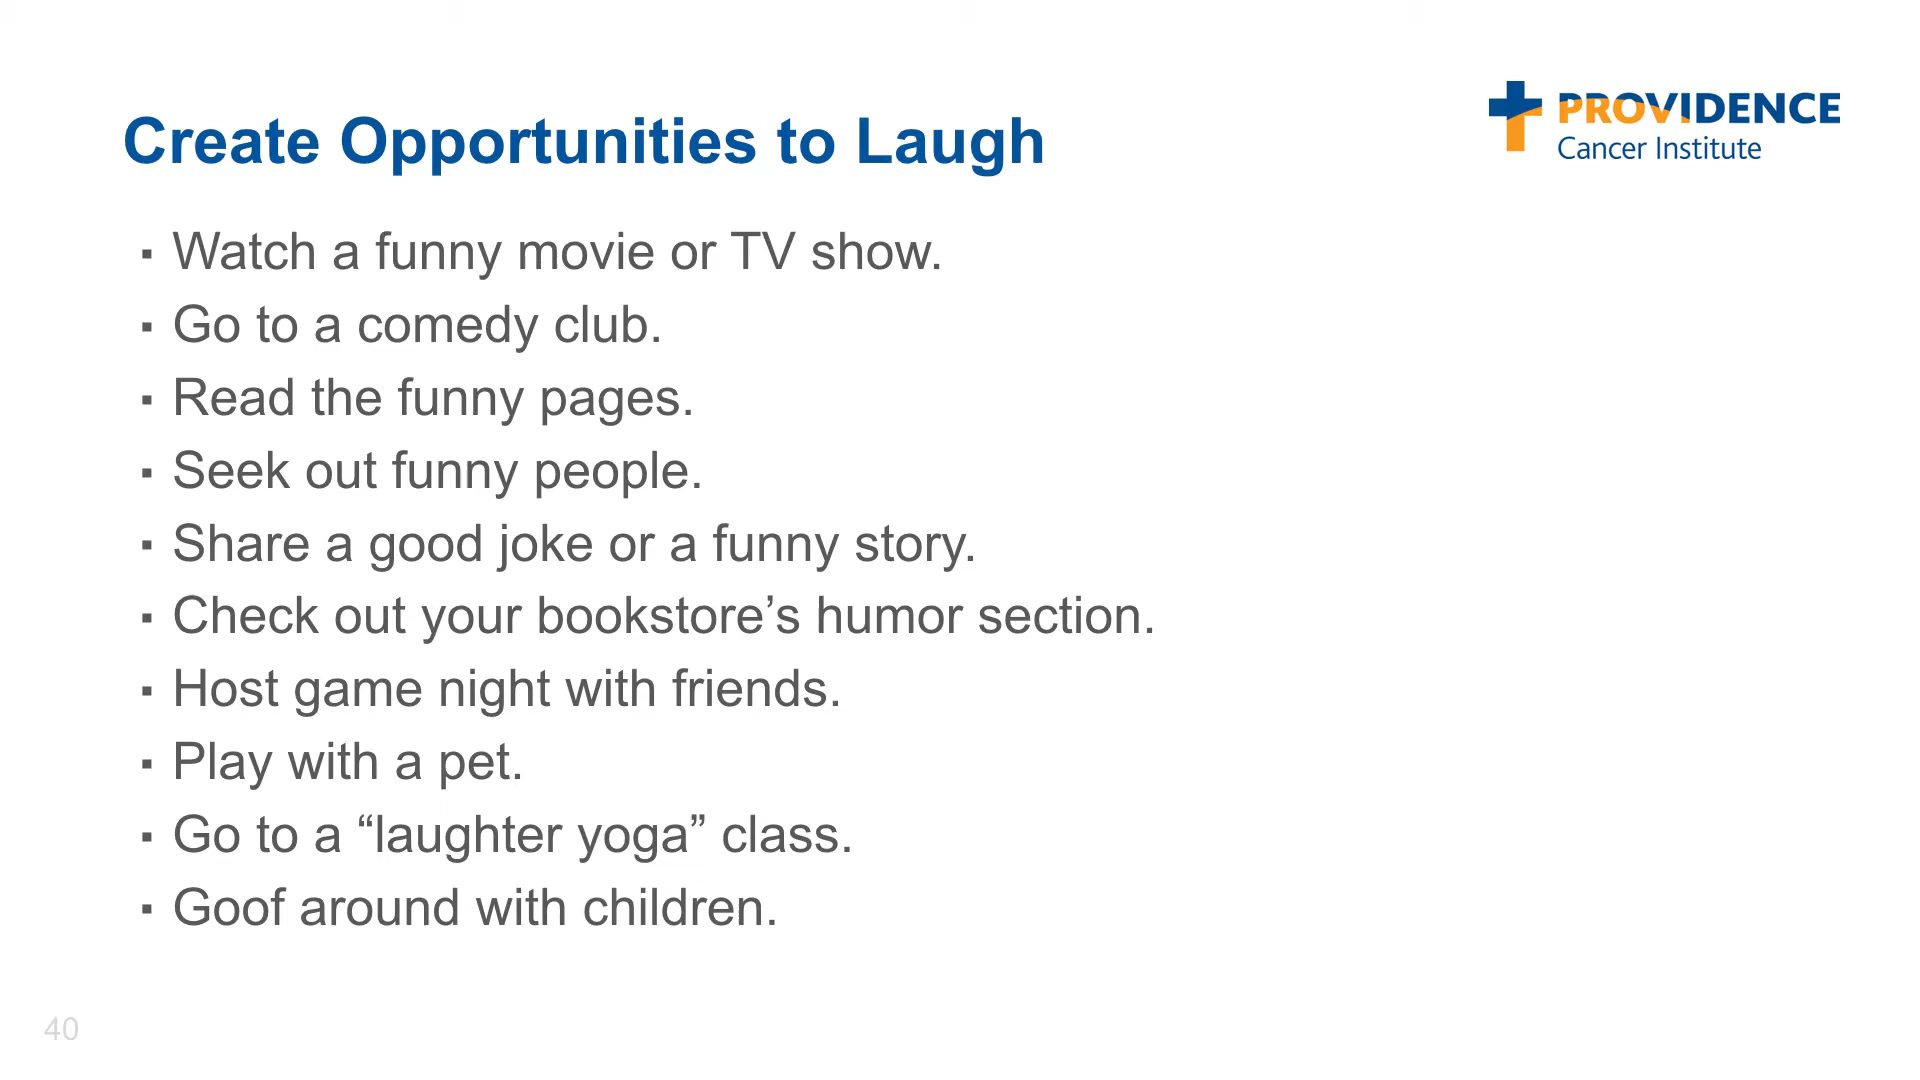 Create Opportunities to Laugh
PROVIDENCE
Cancer Institute
▪ Watch a funny movie or TV show.
▪ Go to a comedy club.
▪ Read the funny pages.
▪ Seek out funny people.
▪ Share a good joke or a funny story.
▪ Check out your bookstore’s humor section.
▪ Host game night with friends.
▪ Play with a pet.
▪ Go to a “laughter yoga” class.
▪ Goof around with children.
40